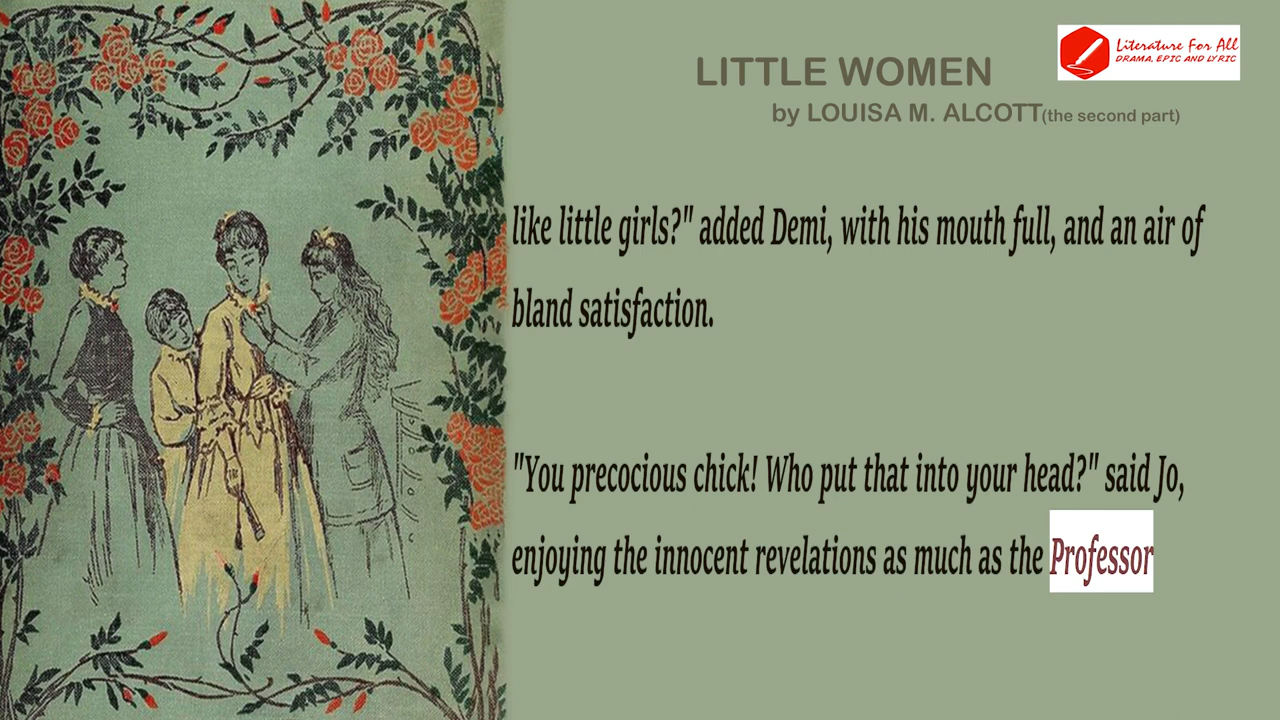 LITTLE WOMEN
Literature For All
DRAMA, EPIC AND LYRIC
by LOUISA M. ALCOTT(the second part)
like little girls?" added Demi, with his mouth full, and an air of
bland satisfaction.
"You precocious chick! Who put that into your head?" said Jo,
enjoying the innocent revelations as much as the Professor